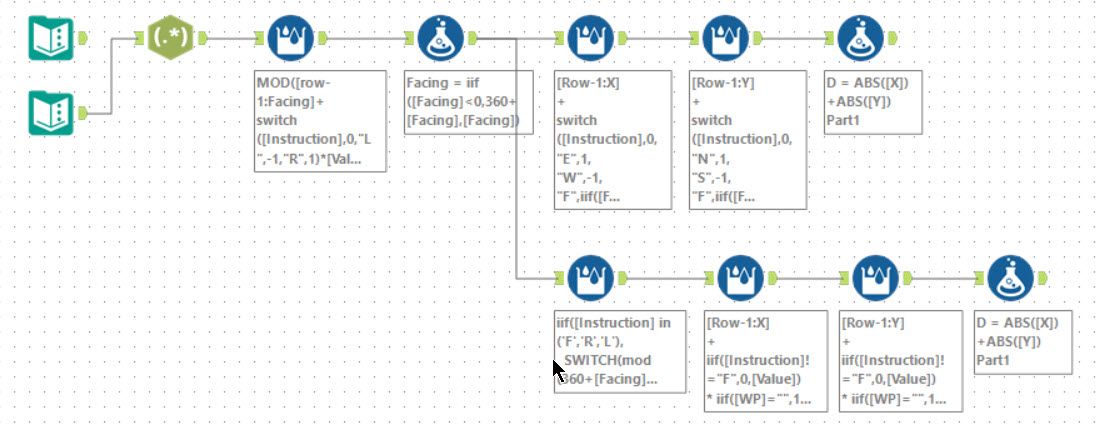 (.*)
MOD([row-
1:Facing]+
switch
([Instruction],0,"L
",-1,"R",1)*[Val...
Facing = iif
([Facing]<0,360+
[Facing],[Facing])
[Row-1:X]
+
switch
([Instruction],0,
"E",1,
"W",-1,
"F",iif([F...
[Row-1:Y]
+
switch
([Instruction],0,
"N",1,
"S",-1,
"F",iif([F...
D = ABS([X])
+ABS([Y])
Part1
iif([Instruction] in
('F','R','L'),
SWITCH(mod
360+[Facing]...
[Row-1:X]
+
iif([Instruction]!
="F",0,[Value])
* iif([WP]="",1...
[Row-1:Y]
+
iif([Instruction]!
="F",0,[Value])
* iif([WP]="",1...
D = ABS([X])
+ABS([Y])
Part1